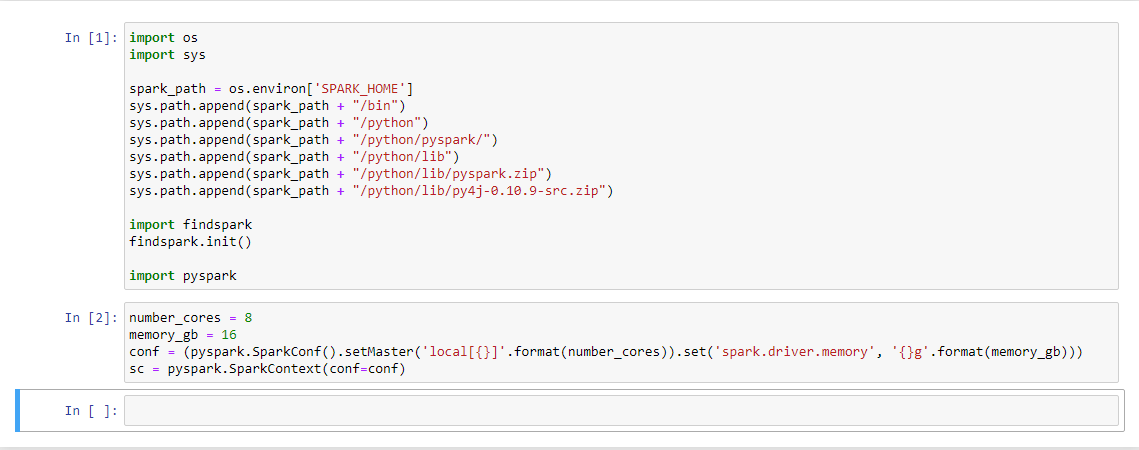 In [1]: import os
import sys
spark_path = os.environ['SPARK_HOME']
sys.path.append(spark_path + "/bin")
sys.path.append(spark_path + "/python")
sys.path.append(spark_path + "/python/pyspark/")
sys.path.append(spark_path + "/python/lib")
sys.path.append(spark_path + "/python/lib/pyspark.zip")
sys.path.append(spark_path + "/python/lib/py4j-0.10.9-src.zip")
import findspark
findspark.init()
import pyspark
In [2]: number_cores = 8
memory_gb = 16
conf = (pyspark.SparkConf().setMaster('local[{}]'.format(number_cores)).set('spark.driver.memory', '{}g'.format(memory_gb)))
sc = pyspark.SparkContext(conf=conf)
In [ ]: